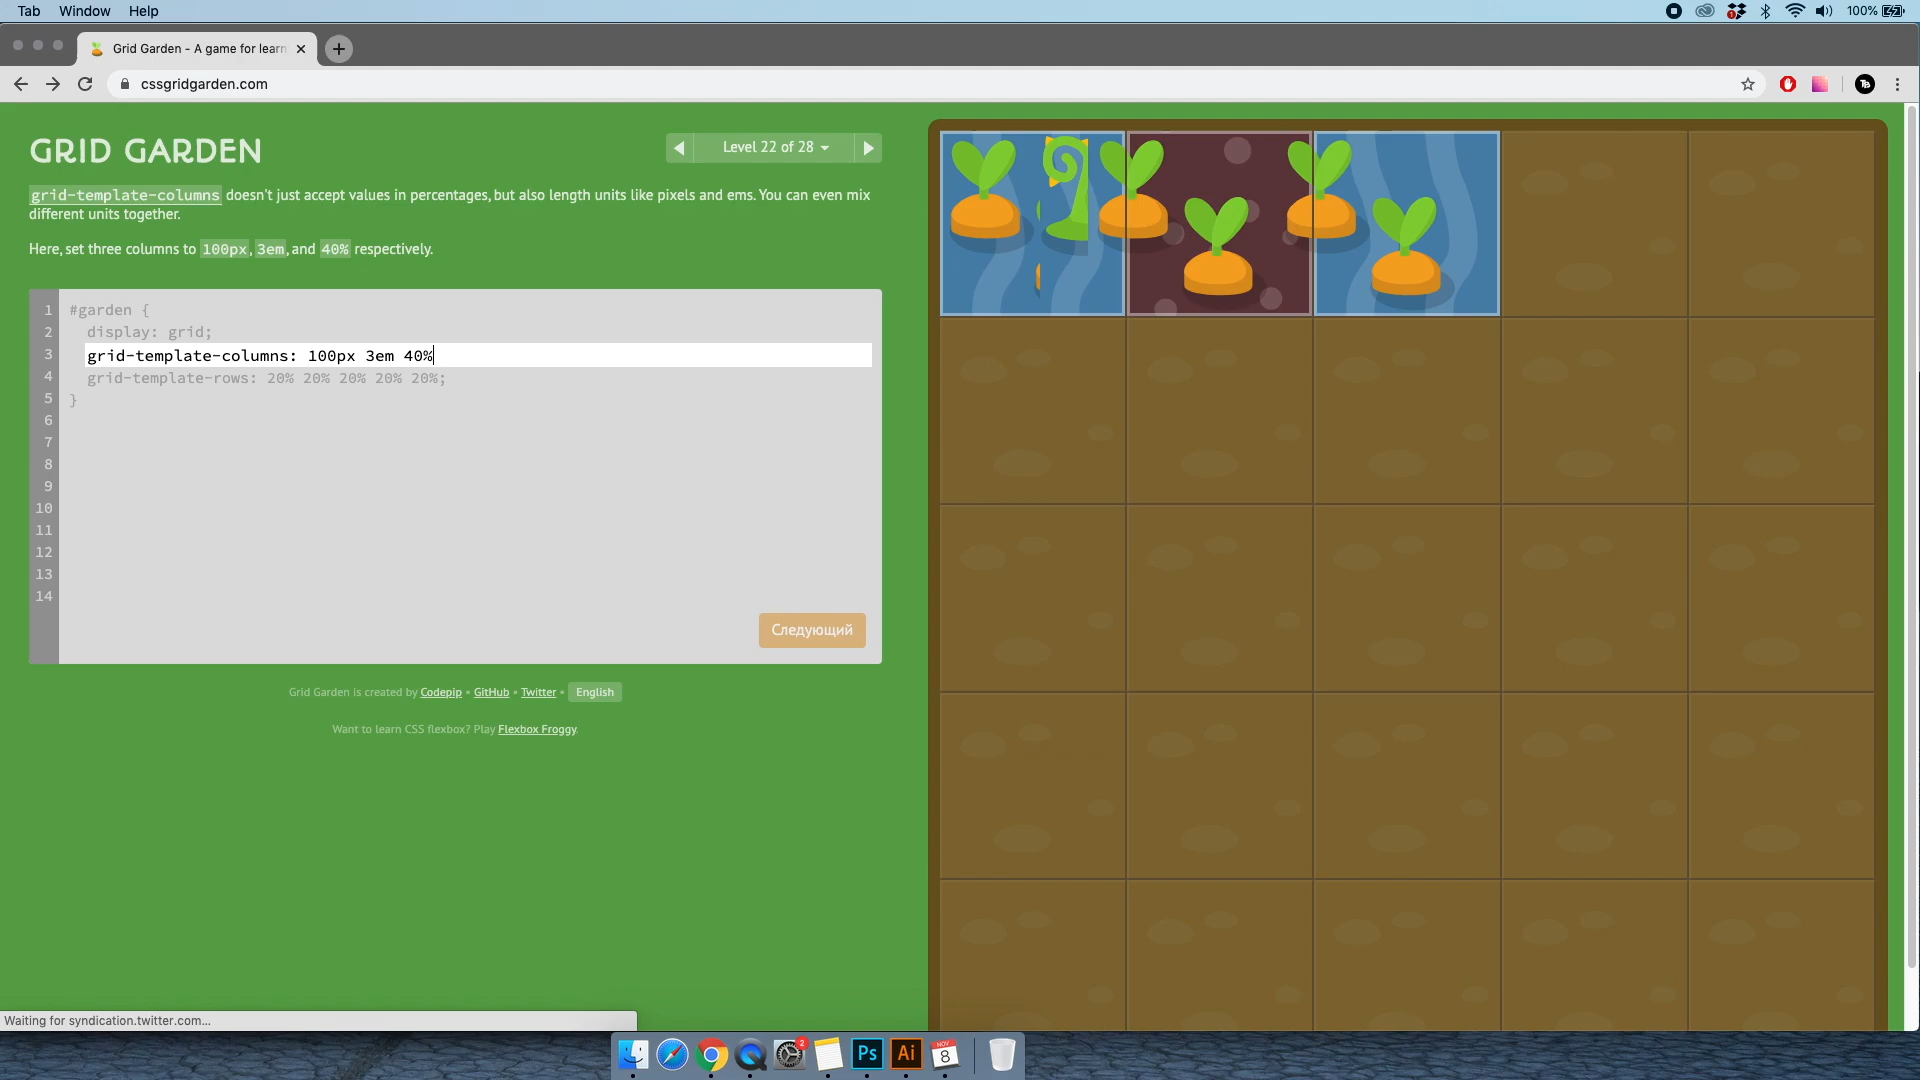 Tab Window Help
100%
Grid Garden - A game for learn
cssgridgarden.com
GRID GARDEN
Level 22 of 28
grid-template-columns doesn't just accept values in percentages, but also length units like pixels and ems. You can even mix
different units together.
Here, set three columns to 100px, 3em, and 40% respectively.
1 #garden {
2 display: grid;
3 grid-template-columns: 100px 3em 40%
4 grid-template-rows: 20% 20% 20% 20% 20%;
5 }
6
7
8
9
10
11
12
13
14
Следующий
Grid Garden is created by Codepip • GitHub • Twitter • English
Want to learn CSS flexbox? Play Flexbox Froggy.
Waiting for syndication.twitter.com...
2
Ps
Ai
NOV
8